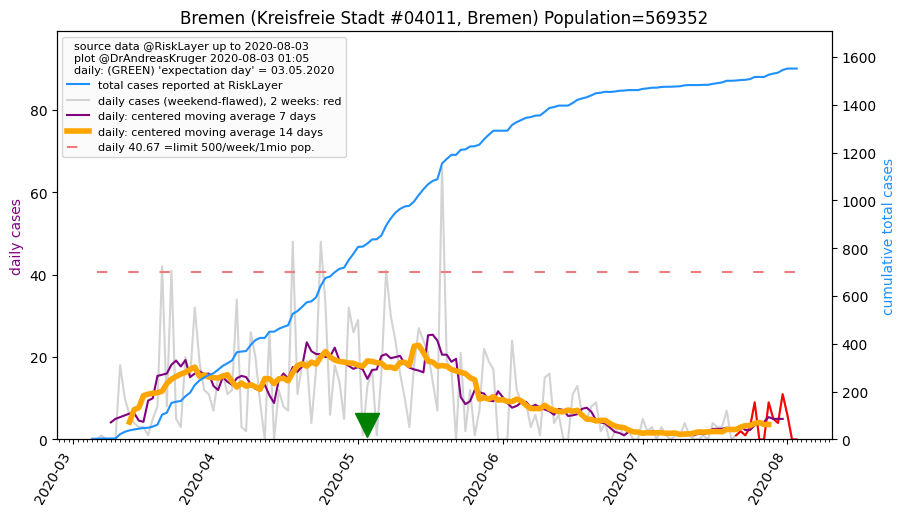 Bremen (Kreisfreie Stadt #04011, Bremen) Population=569352
source data @RiskLayer up to 2020-08-03
plot @DrAndreasKruger 2020-08-03 01:05
daily: (GREEN) 'expectation day' = 03.05.2020
total cases reported at RiskLayer
daily cases (weekend-flawed), 2 weeks: red
daily: centered moving average 7 days
daily: centered moving average 14 days
daily 40.67 =limit 500/week/1mio pop.
daily cases
80
60
40
20
0
1600
1400
1200
1000
800
600
400
200
0
cumulative total cases
2020-03
2020-04
2020-05
2020-06
2020-07
2020-08